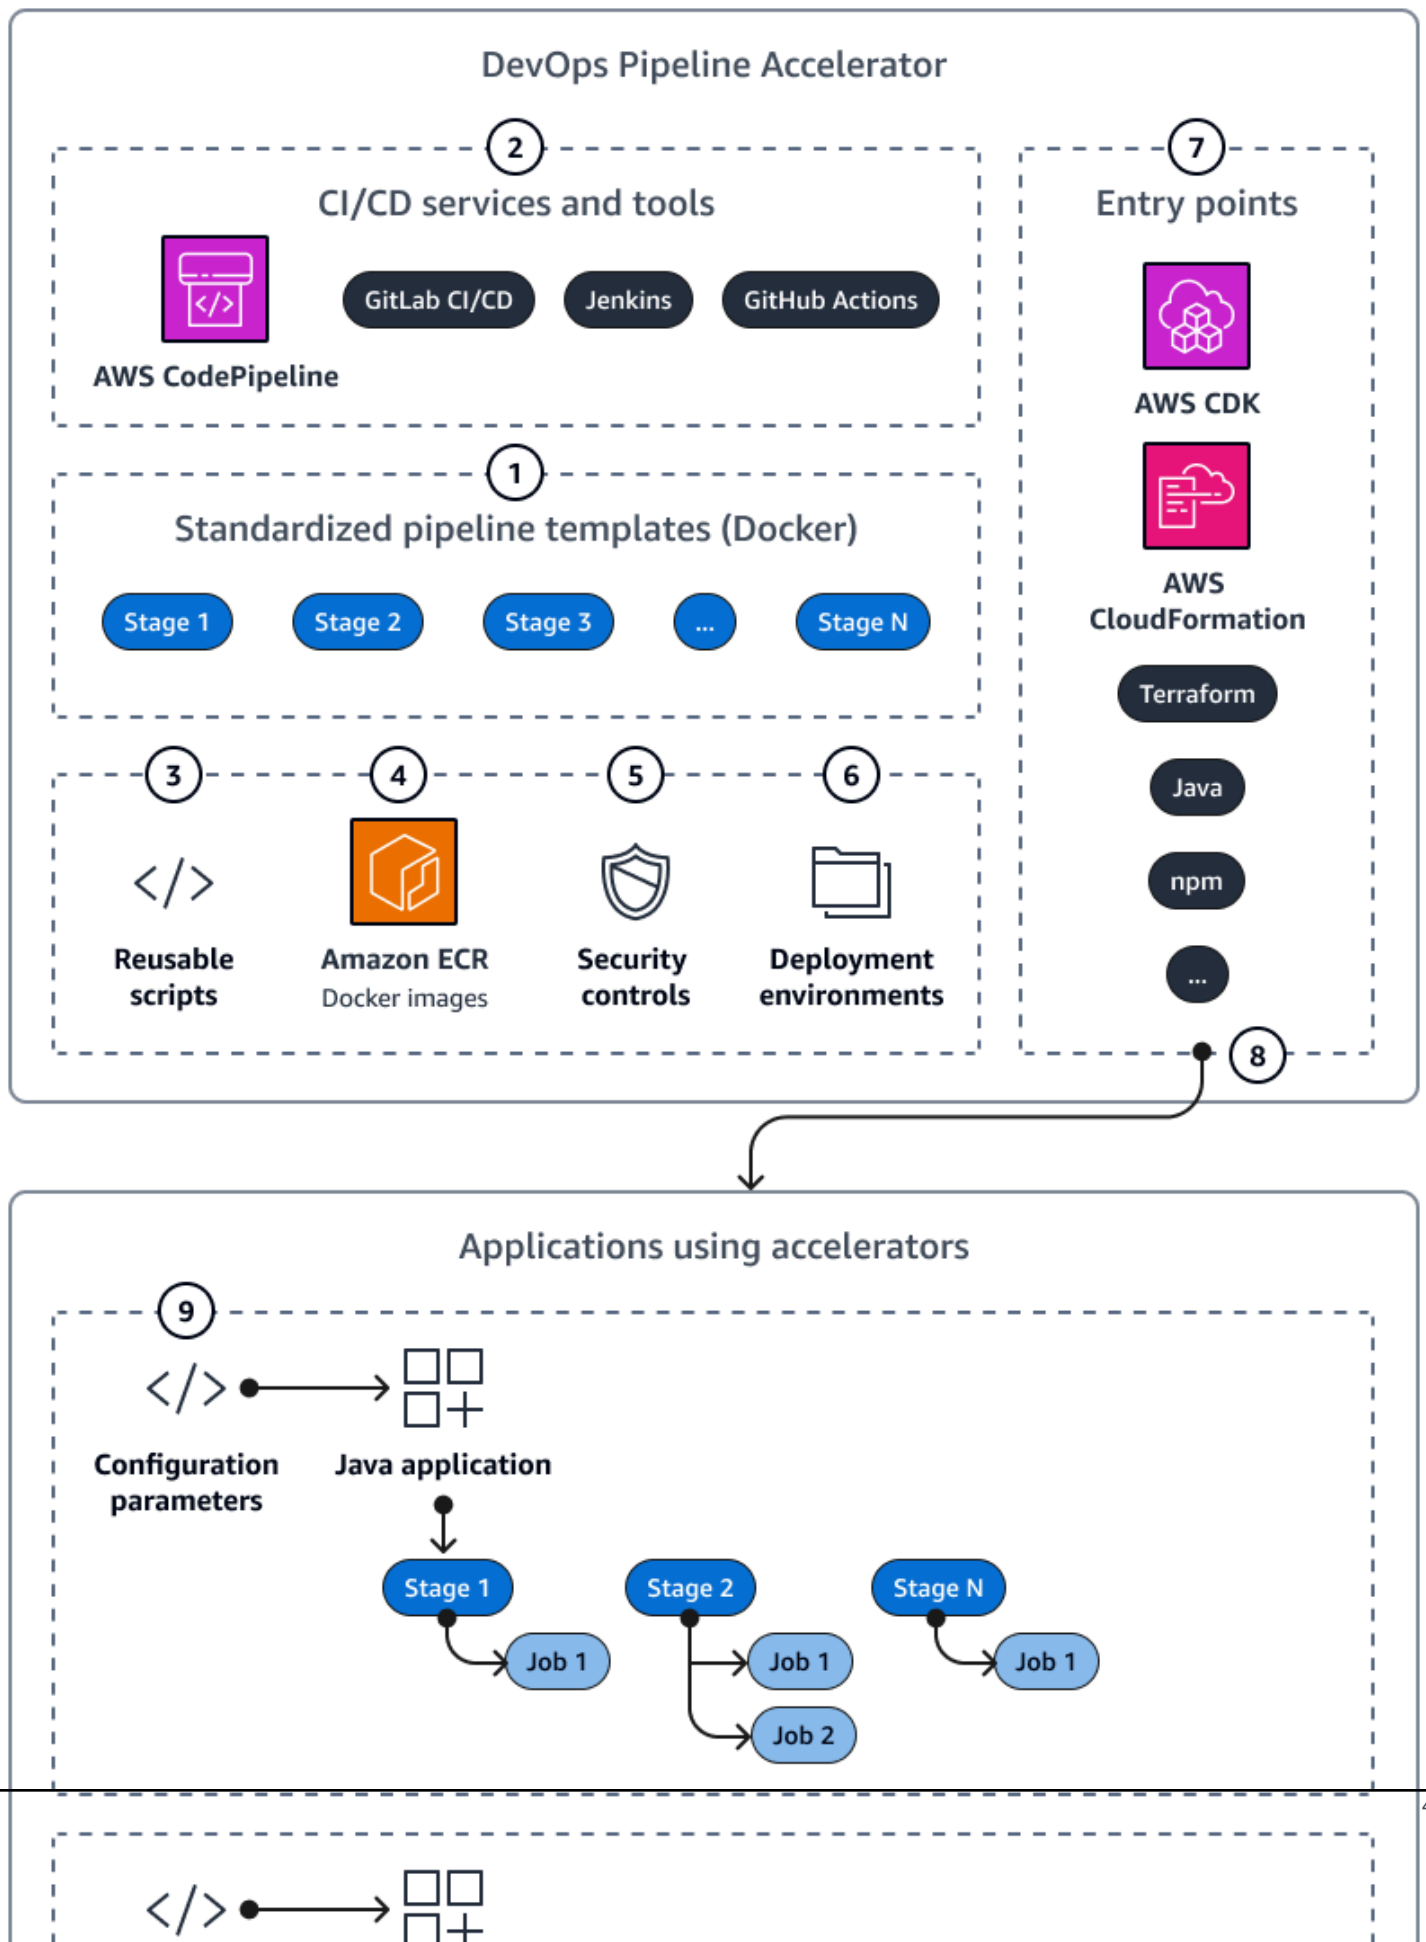 DevOps Pipeline Accelerator
2
CI/CD services and tools
AWS CodePipeline
GitLab CI/CD
Jenkins
GitHub Actions
1
Standardized pipeline templates (Docker)
Stage 1
Stage 2
Stage 3
...
Stage N
3
</>
Reusable
scripts
4
Amazon ECR
Docker images
5
Security
controls
6
Deployment
environments
7
Entry points
AWS CDK
AWS
CloudFormation
Terraform
Java
npm
...
8
Applications using accelerators
9
</>
Configuration
parameters
Java application
Stage 1
Job 1
Stage 2
Job 1
Job 2
Stage N
Job 1
</>